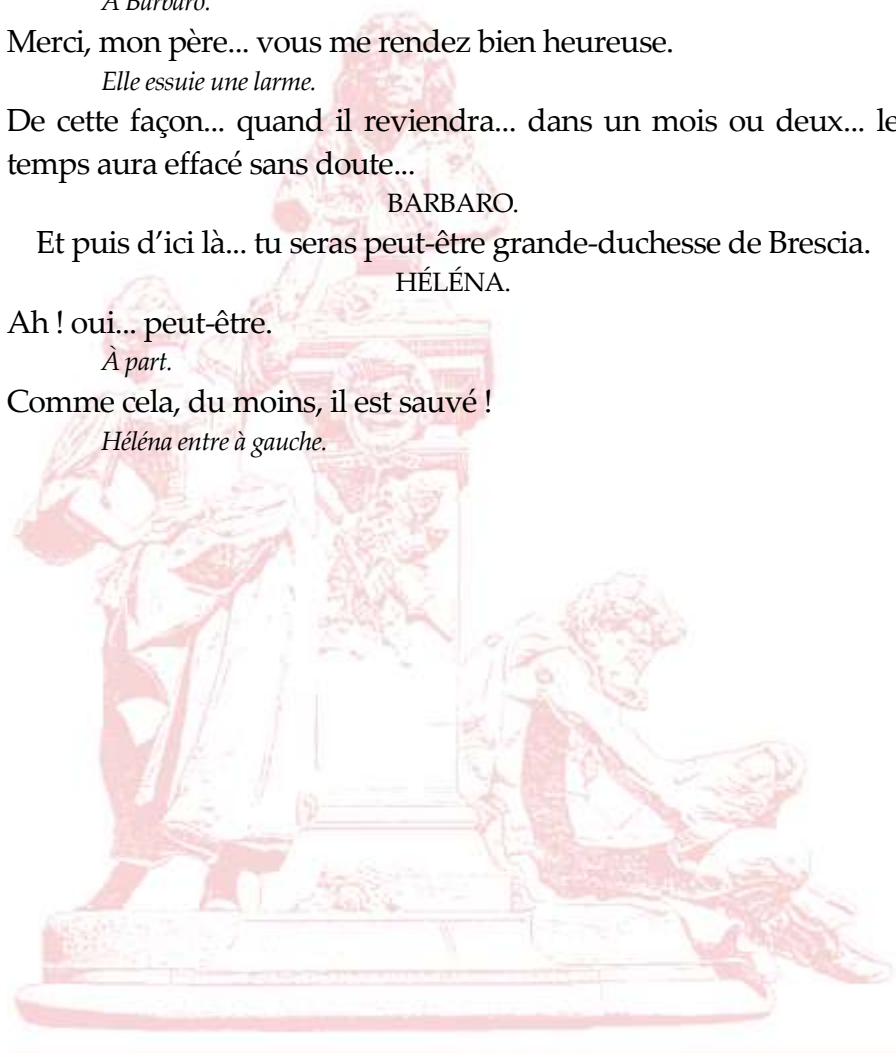 À Barbaro.
Merci, mon père... vous me rendez bien heureuse.
Elle essuie une larme.
De cette façon... quand il reviendra... dans un mois ou deux... le
temps aura effacé sans doute...
BARBARO.
Et puis d’ici là... tu seras peut-être grande-duchesse de Brescia.
HÉLÉNA.
Ah ! oui... peut-être.
À part.
Comme cela, du moins, il est sauvé !
Héléna entre à gauche.